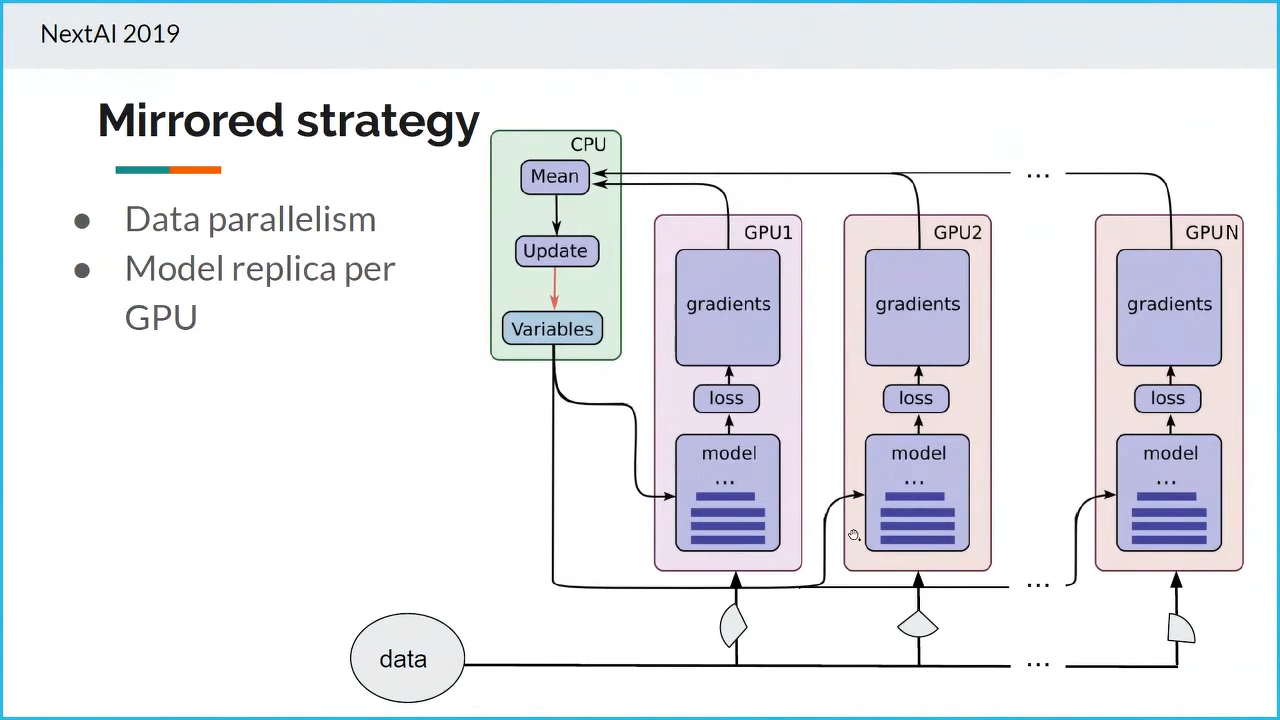 NextAI 2019
Mirrored strategy
● Data parallelism
● Model replica per
GPU
CPU
Mean
Update
Variables
...
GPU1
gradients
loss
model
...
GPU2
gradients
loss
model
...
GPUN
gradients
loss
model
...
...
data
...